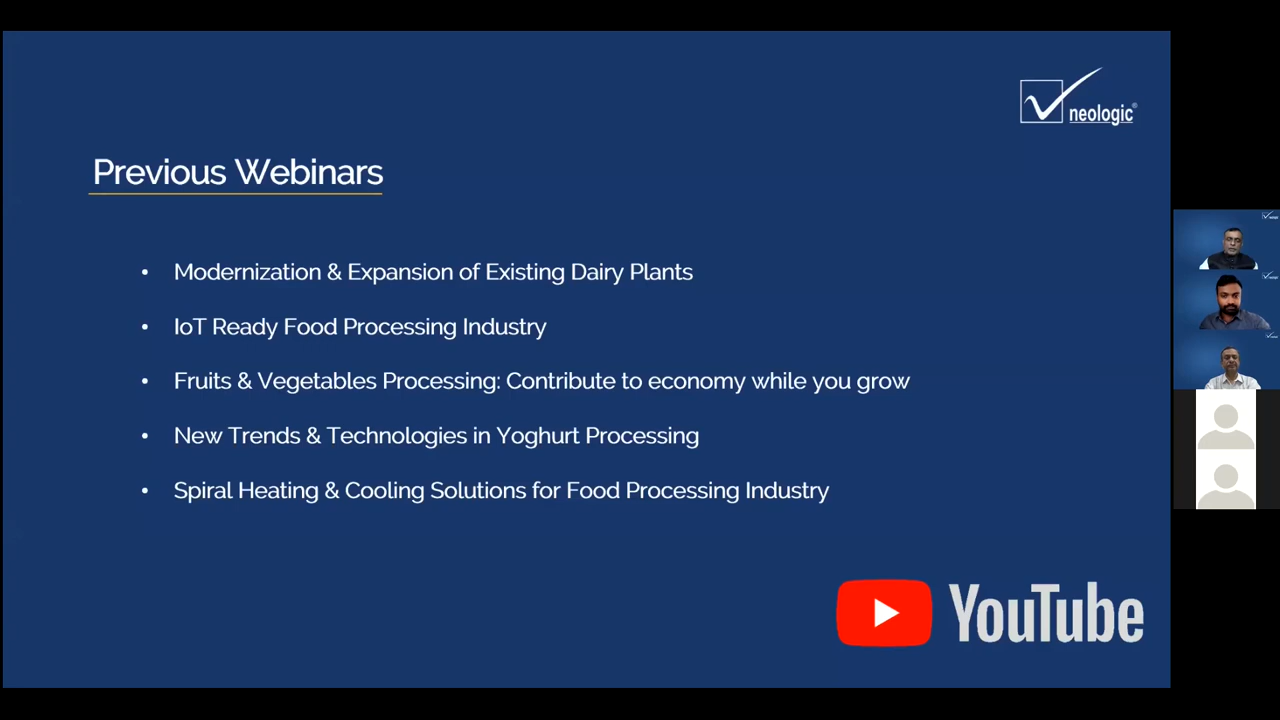 neologic
Previous Webinars
• Modernization & Expansion of Existing Dairy Plants
• IoT Ready Food Processing Industry
• Fruits & Vegetables Processing: Contribute to economy while you grow
• New Trends & Technologies in Yoghurt Processing
• Spiral Heating & Cooling Solutions for Food Processing Industry
YouTube